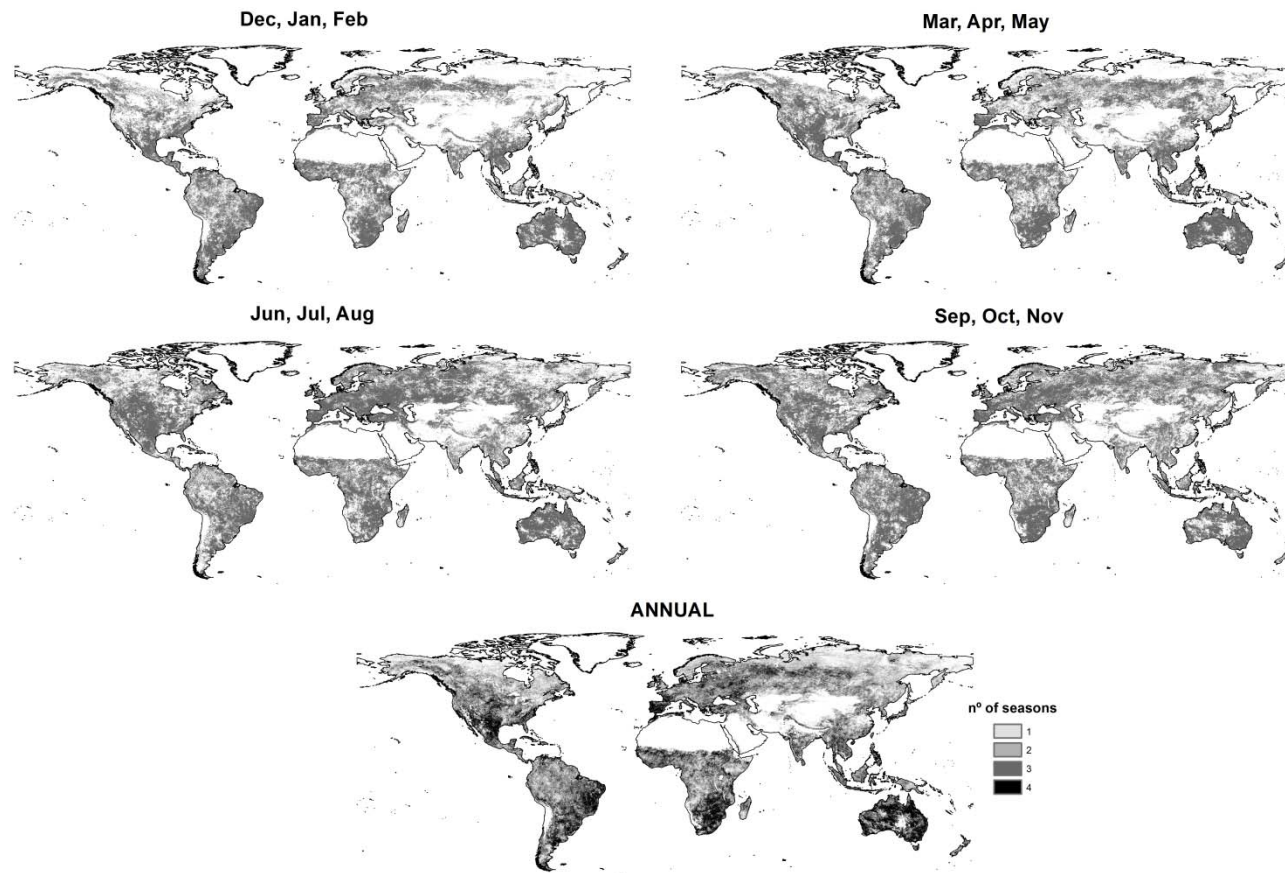 Dec, Jan, Feb
Mar, Apr, May
Jun, Jul, Aug
Sep, Oct, Nov
ANNUAL
nº of seasons
1
2
3
4